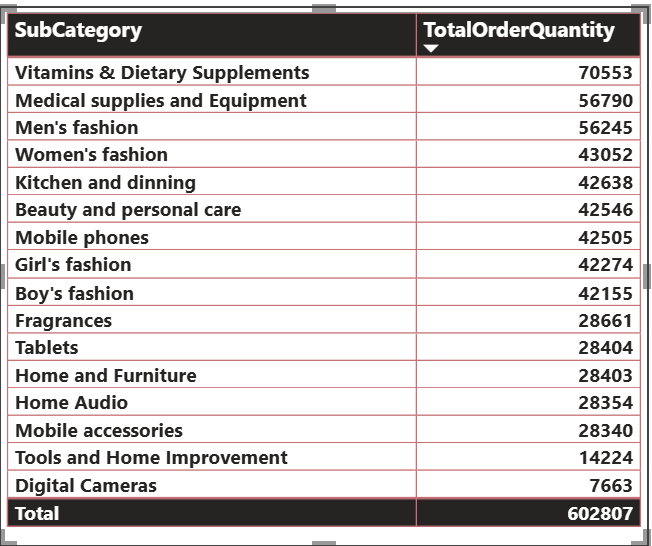 SubCategory TotalOrderQuantity
Vitamins & Dietary Supplements 70553
Medical supplies and Equipment 56790
Men's fashion 56245
Women's fashion 43052
Kitchen and dinning 42638
Beauty and personal care 42546
Mobile phones 42505
Girl's fashion 42274
Boy's fashion 42155
Fragrances 28661
Tablets 28404
Home and Furniture 28403
Home Audio 28354
Mobile accessories 28340
Tools and Home Improvement 14224
Digital Cameras 7663
Total 602807